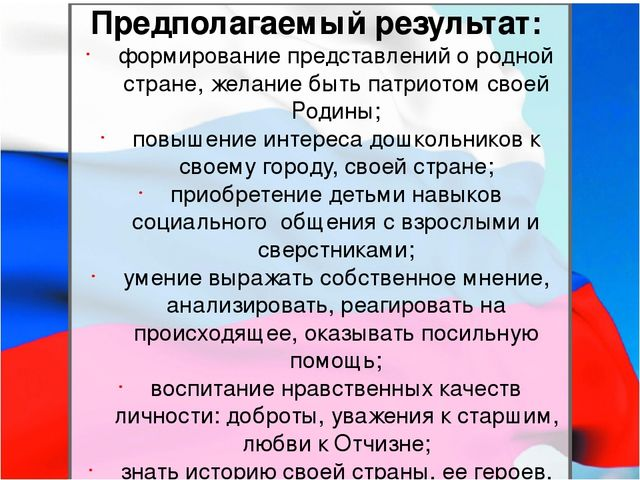 Предполагаемый результат:
• формирование представлений о родной
стране, желание быть патриотом своей
Родины;
• повышение интереса дошкольников к
своему городу, своей стране;
• приобретение детьми навыков
социального общения с взрослыми и
сверстниками;
• умение выражать собственное мнение,
анализировать, реагировать на
происходящее, оказывать посильную
помощь;
• воспитание нравственных качеств
личности: доброты, уважения к старшим,
любви к Отчизне;
• знать историю своей страны, ее героев.